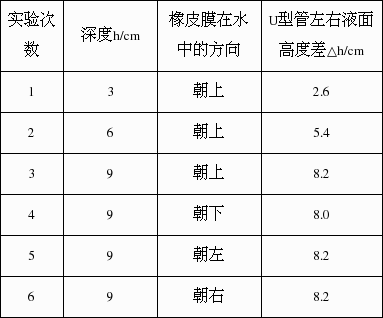 实验次数 深度h/cm 橡皮膜在水中的方向 U型管左右液面高度差△h/cm
1 3 朝上 2.6
2 6 朝上 5.4
3 9 朝上 8.2
4 9 朝下 8.0
5 9 朝左 8.2
6 9 朝右 8.2